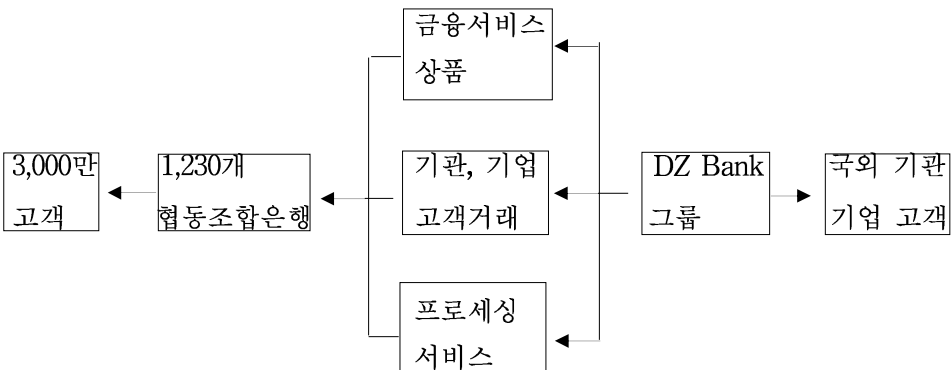 금융서비스
상품
3,000만
고객
1,230개
협동조합은행
기관, 기업
고객거래
DZ Bank
그룹
국외 기관
기업 고객
프로세싱
서비스